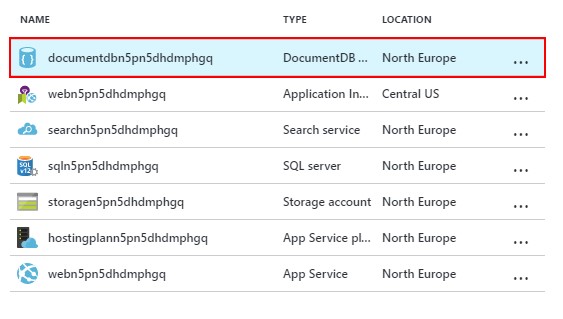 NAME TYPE LOCATION
documentdbn5pn5dhdmphgq DocumentDB ... North Europe ...
webn5pn5dhdmphgq Application In... Central US ...
searchn5pn5dhdmphgq Search service North Europe ...
SQL v12 sqln5pn5dhdmphgq SQL server North Europe ...
storagen5pn5dhdmphgq Storage account North Europe ...
hostingplann5pn5dhdmphgq App Service pl... North Europe ...
webn5pn5dhdmphgq App Service North Europe ...